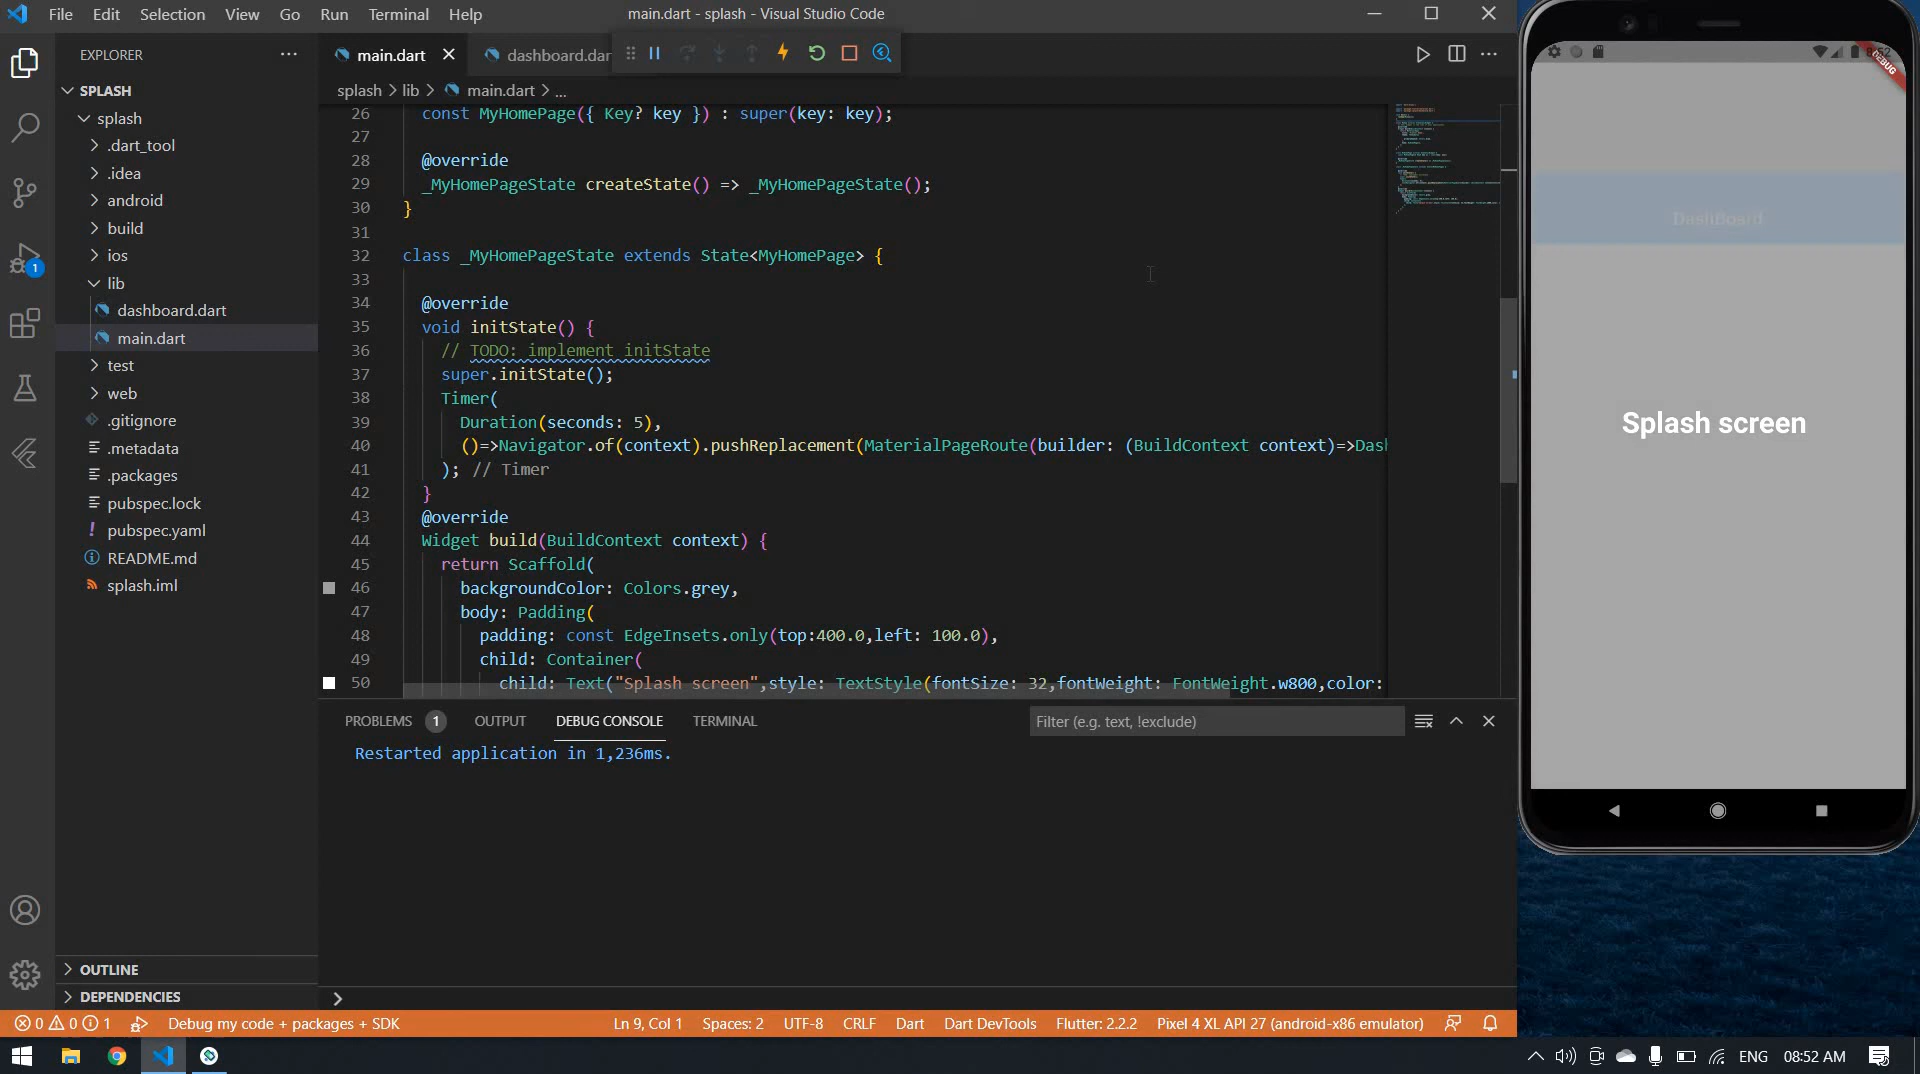 File Edit Selection View Go Run Terminal Help
main.dart - splash - Visual Studio Code
EXPLORER
SPLASH
splash
.dart_tool
.idea
android
build
ios
lib
dashboard.dart
main.dart
test
web
.gitignore
.metadata
.packages
pubspec.lock
! pubspec.yaml
README.md
splash.iml
OUTLINE
DEPENDENCIES
1
main.dart
dashboard.dar
splash > lib > main.dart > ...
26 const MyHomePage({ Key? key }) : super(key: key);
27
28 @override
29 _MyHomePageState createState() => _MyHomePageState();
30 }
31
32 class _MyHomePageState extends State<MyHomePage> {
33
34 @override
35 void initState() {
36 // TODO: implement initState
37 super.initState();
38 Timer(
39 Duration(seconds: 5),
40 ()=>Navigator.of(context).pushReplacement(MaterialPageRoute(builder: (BuildContext context)=>Dash
41 ); // Timer
42 }
43 @override
44 Widget build(BuildContext context) {
45 return Scaffold(
46 backgroundColor: Colors.grey,
47 body: Padding(
48 padding: const EdgeInsets.only(top:400.0,left: 100.0),
49 child: Container(
50 child: Text("Splash screen",style: TextStyle(fontSize: 32,fontWeight: FontWeight.w800,color:
PROBLEMS 1 OUTPUT DEBUG CONSOLE TERMINAL
Filter (e.g. text, !exclude)
Restarted application in 1,236ms.
0 0 1 Debug my code + packages + SDK
Ln 9, Col 1 Spaces: 2 UTF-8 CRLF Dart Dart DevTools Flutter: 2.2.2 Pixel 4 XL API 27 (android-x86 emulator)
8:52
DEBUG
DashBoard
Splash screen
ENG 08:52 AM